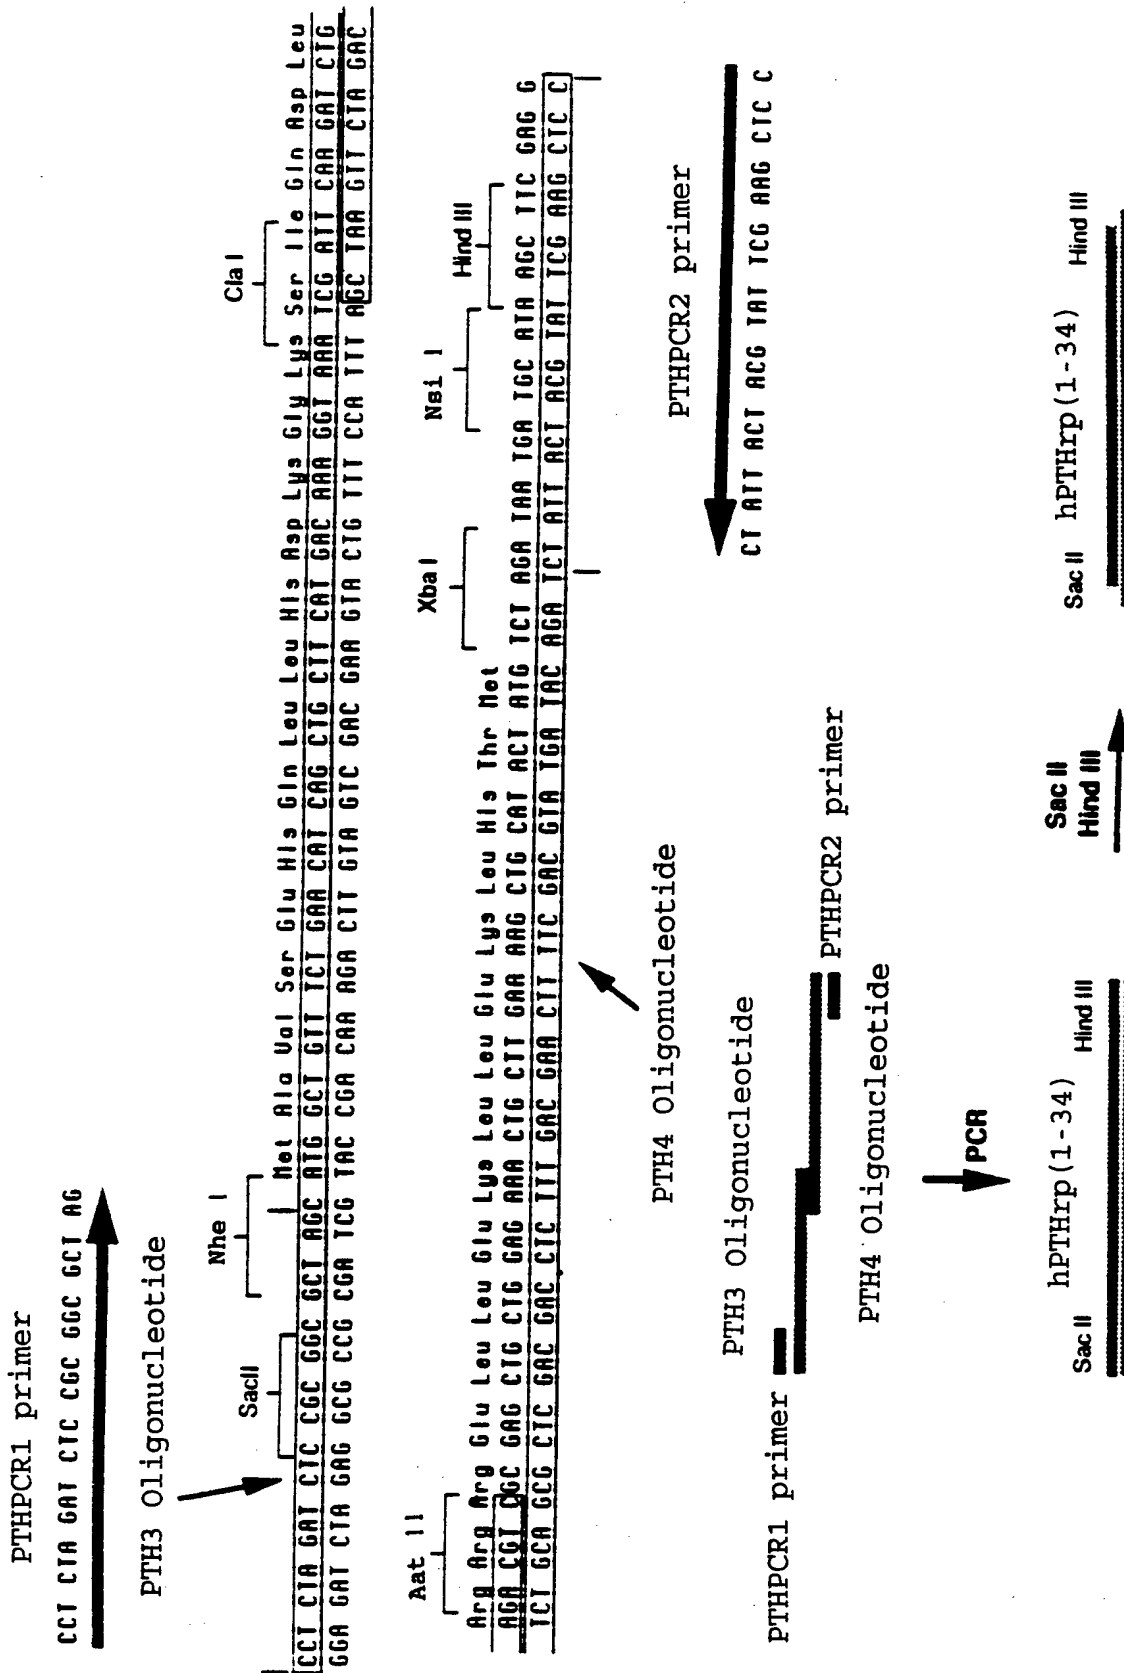 PTHPCR1 primer
CCT CTA GAT CTC CGC GGC GCT AG
PTH3 Oligonucleotide
SacII
Nhe I
Cla I
Met Ala Val Ser Glu His Gln Leu Leu His Asp Lys Gly Lys Ser Ile Gln Asp Leu
CCT CTA GAT CTC CGC GGC GCT AGC ATG GCT GTT TCT GAA CAT CAG CTG CTT CAT GAC AAA GGT AAA TCG ATT CAA GAT CTG
GGA GAT CTA GAG GCG CCG CGA TCG TAC CGA CAA AGA CTT GTA GTC GAC GAA GTA CTG TTT CCA TTT AGC TAA GTT CTA GAC
Aat II
Xba I
Nsi I
Hind III
Arg Arg Arg Glu Leu Leu Glu Lys Leu Leu Glu Lys Leu His Thr Met
AGA CGT CGC GAG CTG CTG GAG AAA CTG CTT GAA AAG CTG CAT ACT ATG TCT AGA TAA TGA TGC ATA AGC TTC GAG G
TCT GCA GCG CTC GAC GAC CTC TTT GAC GAA CTT TTC GAC GTA TGA TAC AGA TCT ATT ACT ACG TAT TCG AAG CTC C
PTH4 Oligonucleotide
PTHPCR2 primer
CT ATT ACT ACG TAT TCG AAG CTC C
PTHPCR1 primer
PTH3 Oligonucleotide
PTHPCR2 primer
PTH4 Oligonucleotide
PCR
Sac II
hPTHrp(1-34)
Hind III
Sac II
Hind III
Sac II
hPTHrp(1-34)
Hind III